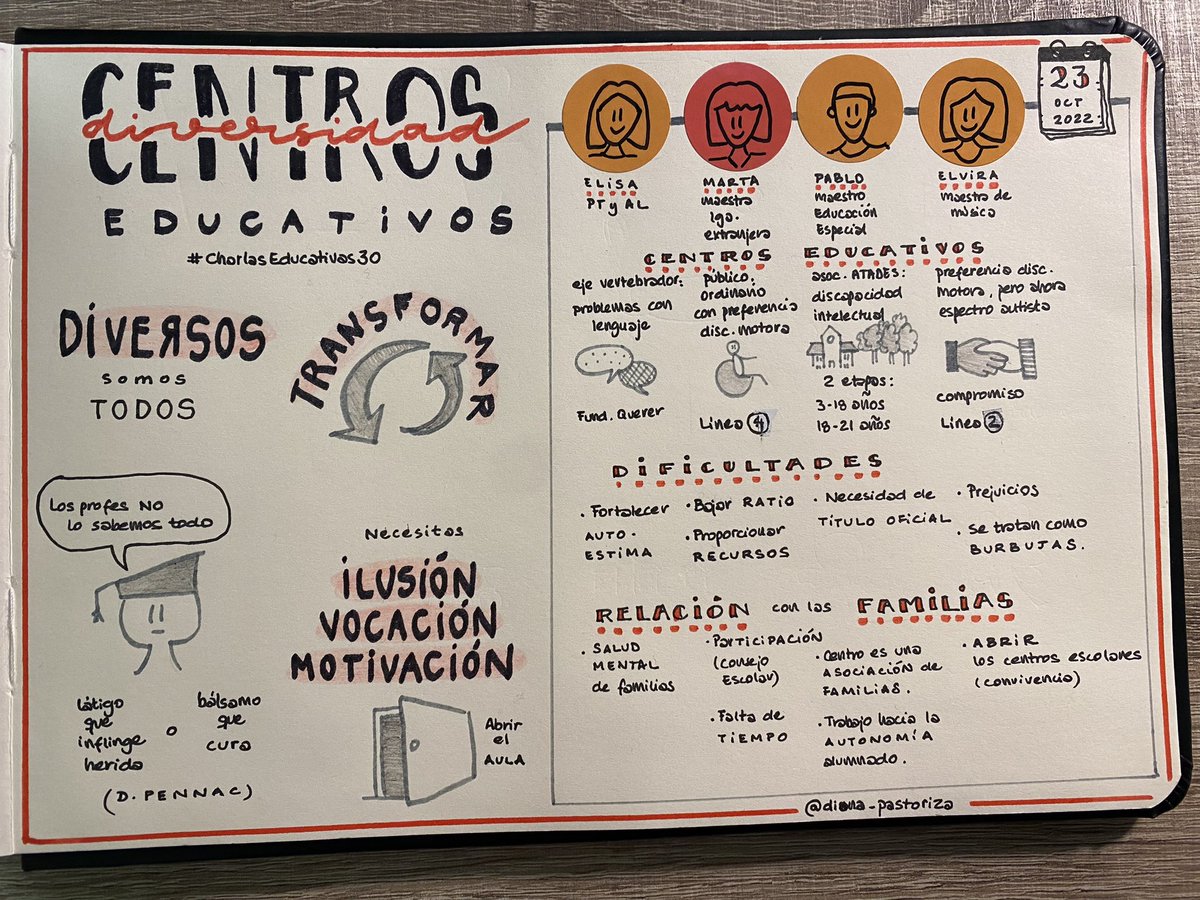 CENTROS
diversidad
CENTROS
EDUCATIVOS
#CharlasEducativas30
DIVERSOS
somos
TODOS
TRANSFORMAR
Los profes NO
lo sabemos todo
látigo
que
inflinge
herida
o
bálsamo
que
cura
(D. PENNAC)
Necesitas
ILUSIÓN
VOCACIÓN
MOTIVACIÓN
Abrir
el
AULA
23
OCT
2022
ELISA
PT y AL
MARTA
maestra
lga.
extranjera
PABLO
maestro
Educación
Especial
ELVIRA
maestra de
música
CENTROS EDUCATIVOS
eje vertebrador:
problemas con
lenguaje
Fund. Querer
público:
ordinario
con preferencia
disc. motora
Línea 4
asoc. ATADES:
discapacidad
intelectual
2 etapas:
3-18 años
18-21 años
preferencia disc.
motora, pero ahora
espectro autista
compromiso
Línea 2
DIFICULTADES
· Fortalecer
AUTO-
ESTIMA
· Bajar RATIO
· Proporcionar
RECURSOS
· Necesidad de
TÍTULO OFICIAL
· Prejuicios
· Se tratan como
BURBUJAS.
RELACIÓN con las FAMILIAS
· SALUD
MENTAL
de familias
· Participación
(Consejo
Escolar)
· Falta de
TIEMPO
· Centro es una
ASOCIACIÓN de
FAMILIAS.
· Trabajo hacia la
AUTONOMÍA
alumnado.
· ABRIR
los centros escolares
(convivencia)
@diana_pastoriza